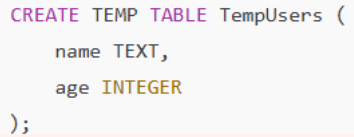 CREATE TEMP TABLE TempUsers (
    name TEXT,
    age INTEGER
);